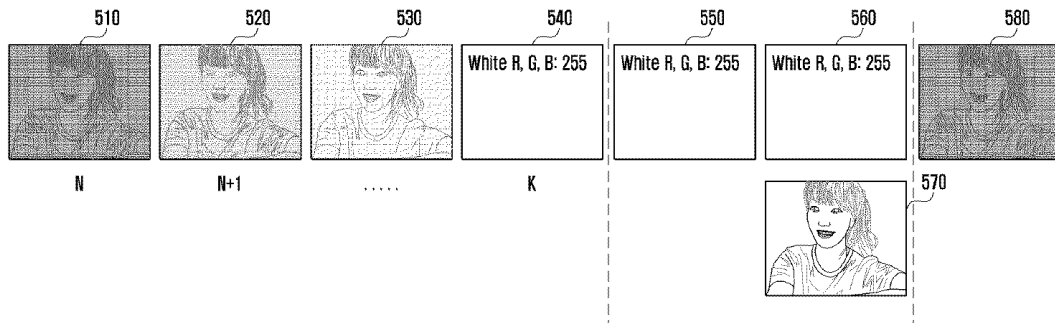 510 520 530 540 550 560 580
White R, G, B: 255 White R, G, B: 255 White R, G, B: 255
N N+1 ..... K 570